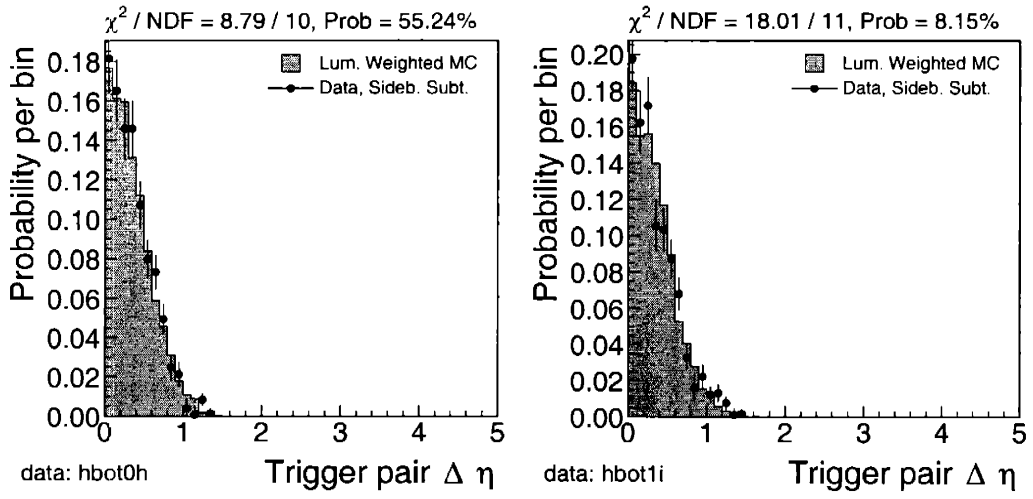 χ² / NDF = 8.79 / 10, Prob = 55.24%
Probability per bin
0.18
0.16
0.14
0.12
0.10
0.08
0.06
0.04
0.02
0.00
Lum. Weighted MC
Data, Sideb. Subt.
0 1 2 3 4 5
data: hbot0h
Trigger pair Δ η
χ² / NDF = 18.01 / 11, Prob = 8.15%
Probability per bin
0.20
0.18
0.16
0.14
0.12
0.10
0.08
0.06
0.04
0.02
0.00
Lum. Weighted MC
Data, Sideb. Subt.
0 1 2 3 4 5
data: hbot1i
Trigger pair Δ η